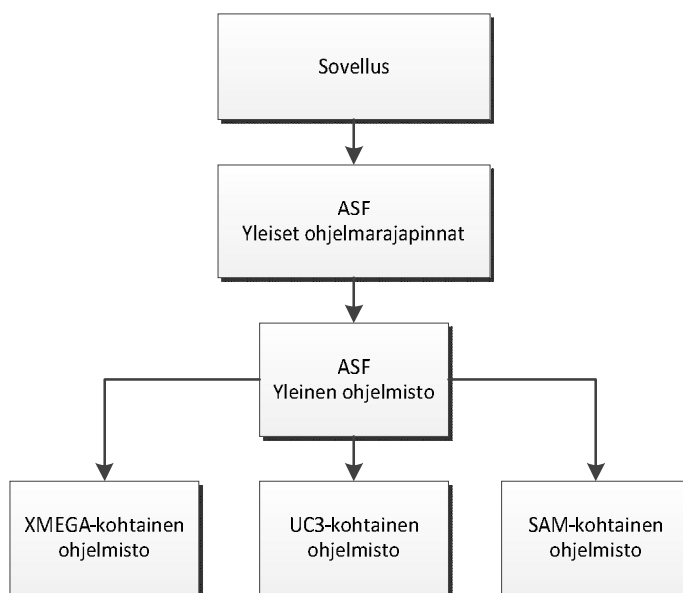 Sovellus
ASF
Yleiset ohjelmarajapinnat
ASF
Yleinen ohjelmisto
XMEGA-kohtainen
ohjelmisto
UC3-kohtainen
ohjelmisto
SAM-kohtainen
ohjelmisto